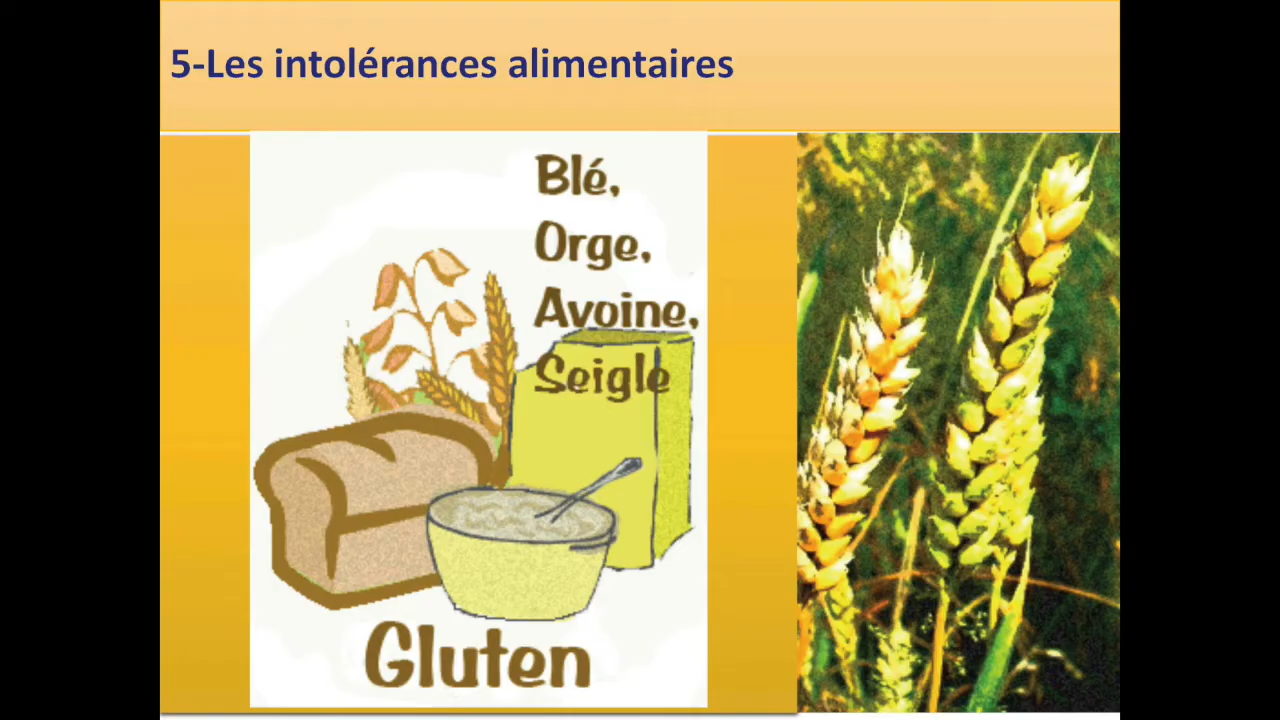 5-Les intolérances alimentaires
Blé,
Orge,
Avoine,
Seigle
Gluten